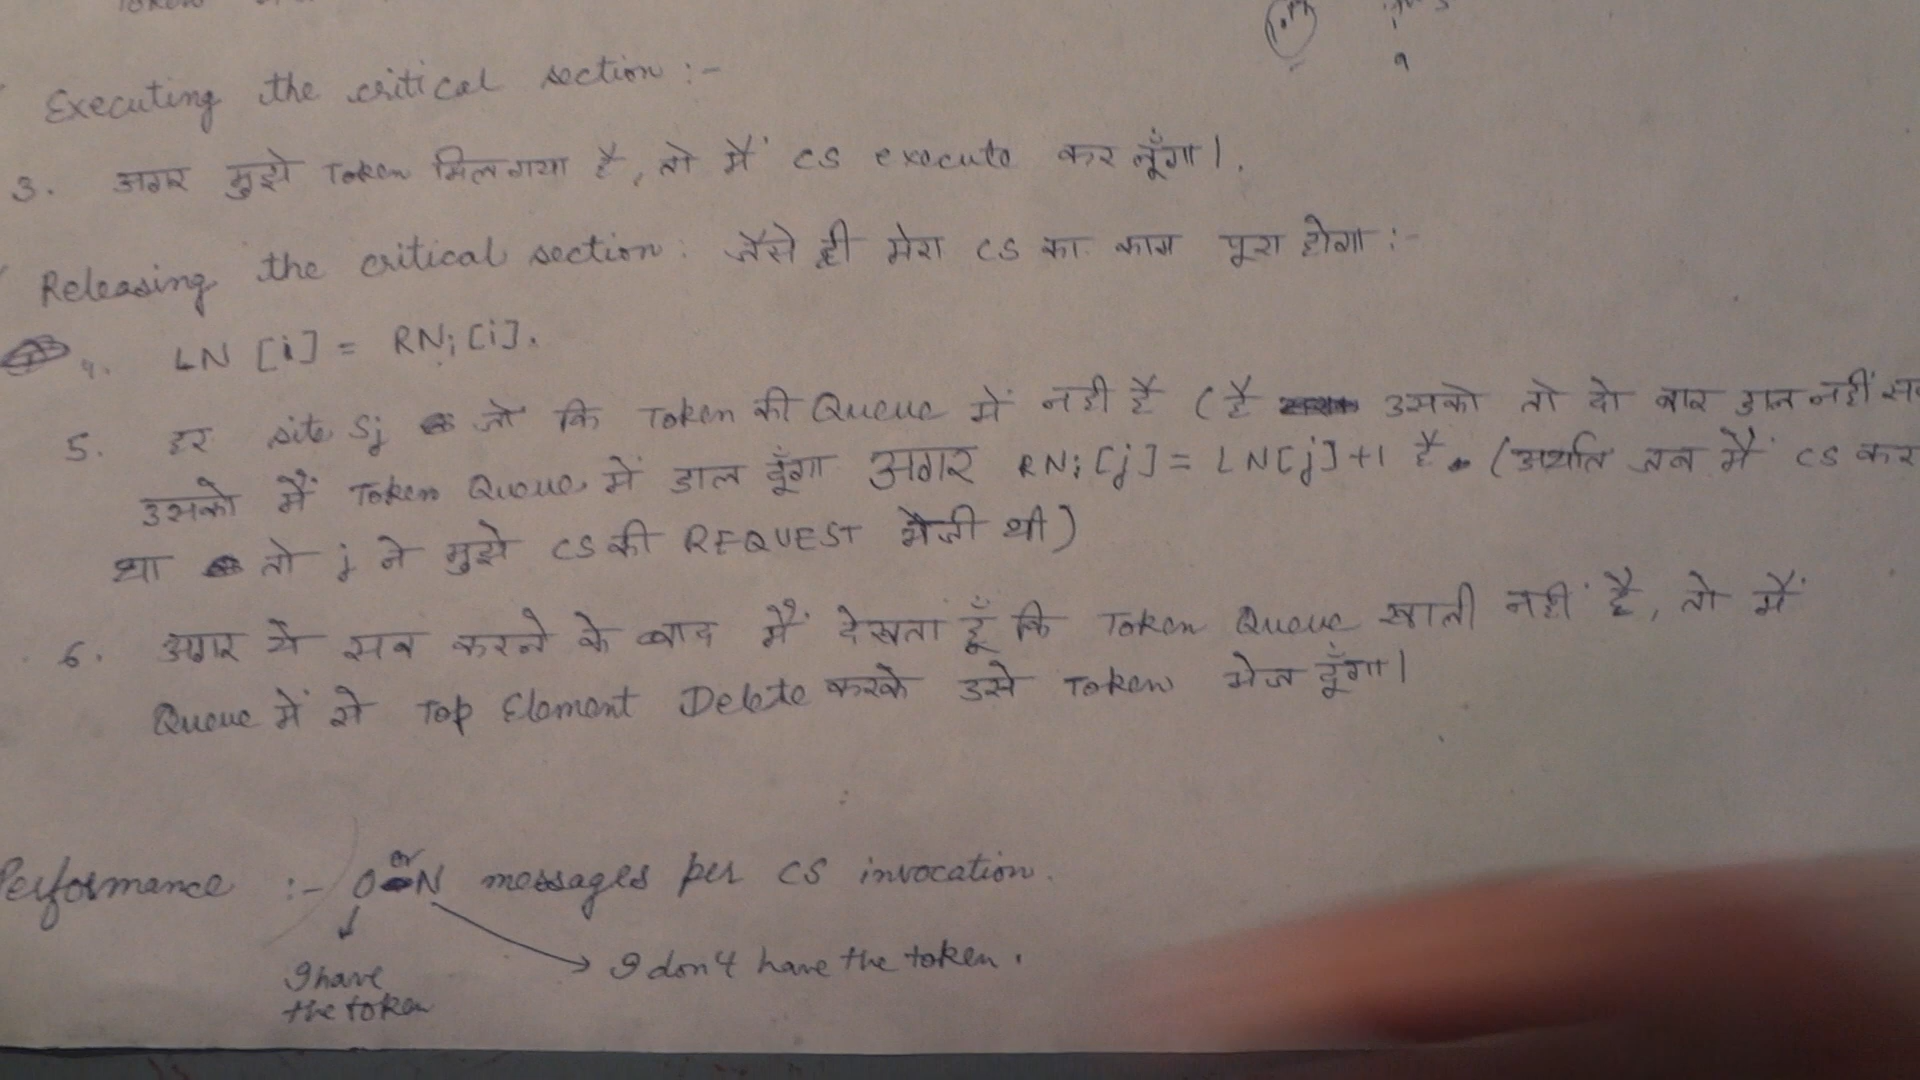 Token
Executing the critical section :-
3. अगर मुझे Token मिल गया है, तो मैं CS execute कर लूँगा।.
Releasing the critical section: जैसे ही मेरा CS का काम पूरा होगा :-
4. LN [i] = RNi [i].
5. हर site Sj जो कि Token की Queue में नही है (है उसको तो दो बार डाल नहीं
उसको मैं Token Queue में डाल दूँगा अगर RNi [j] = LN[j]+1 है. (अर्थात जब मैं CS कर
था तो j ने मुझे CS की REQUEST भेजी थी)
6. अगर ये सब करने के बाद मैं देखता हूँ कि Token Queue खाली नहीं है, तो मैं
Queue में से Top Element Delete करके उसे Token भेज दूँगा।
Performance :- 0 or N messages per CS invocation.
I have
the token
I don't have the token.